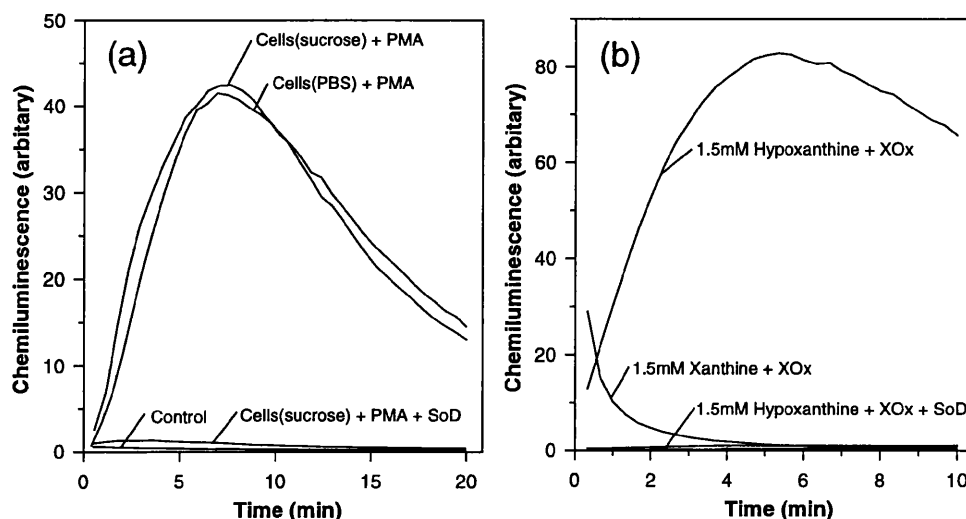 (a)
Chemiluminescence (arbitary)
50
40
30
20
10
0
Cells(sucrose) + PMA
Cells(PBS) + PMA
Control
Cells(sucrose) + PMA + SoD
0
5
10
15
20
Time (min)
(b)
Chemiluminescence (arbitary)
80
60
40
20
0
1.5mM Hypoxanthine + XOx
1.5mM Xanthine + XOx
1.5mM Hypoxanthine + XOx + SoD
0
2
4
6
8
10
Time (min)